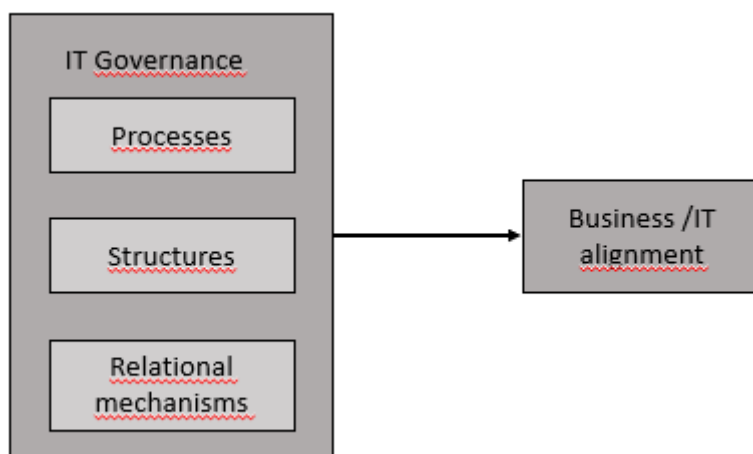 IT Governance
Processes
Structures
Relational
mechanisms
Business /IT
alignment